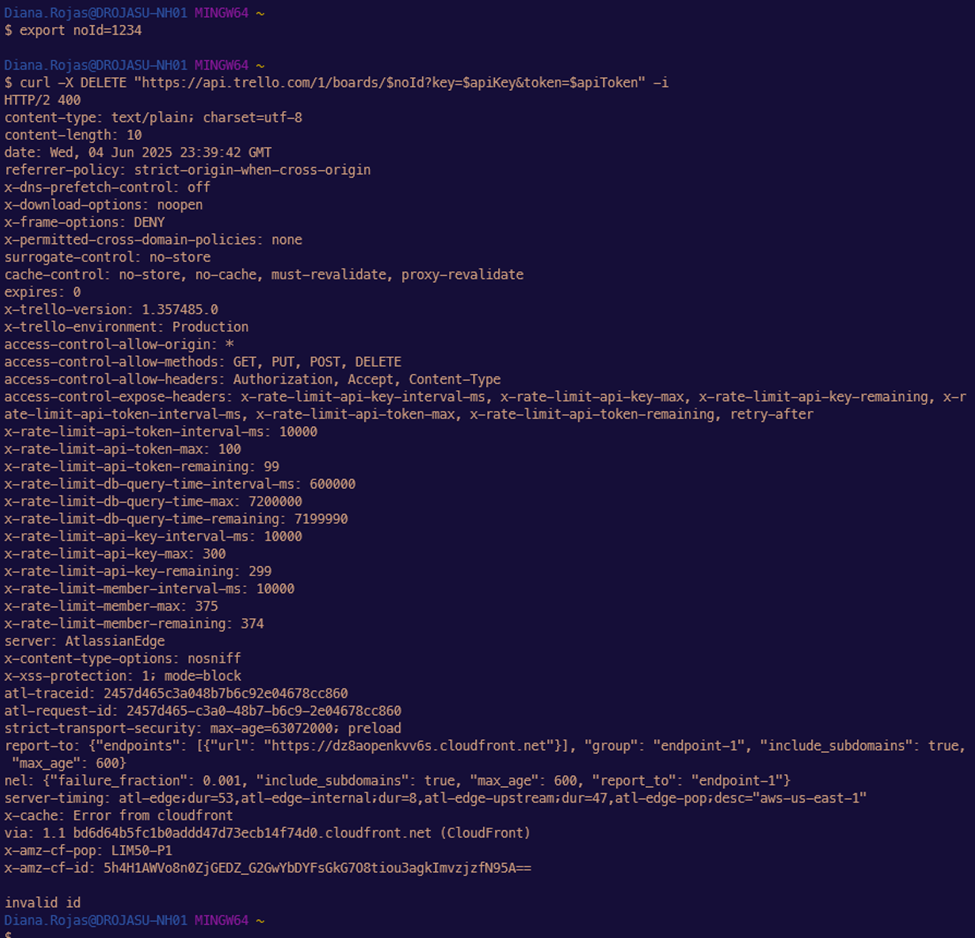 Diana.Rojas@DROJASU-NH01 MINGW64 ~
$ export noId=1234

Diana.Rojas@DROJASU-NH01 MINGW64 ~
$ curl -X DELETE "https://api.trello.com/1/boards/$noId?key=$apiKey&token=$apiToken" -i
HTTP/2 400
content-type: text/plain; charset=utf-8
content-length: 10
date: Wed, 04 Jun 2025 23:39:42 GMT
referrer-policy: strict-origin-when-cross-origin
x-dns-prefetch-control: off
x-download-options: noopen
x-frame-options: DENY
x-permitted-cross-domain-policies: none
surrogate-control: no-store
cache-control: no-store, no-cache, must-revalidate, proxy-revalidate
expires: 0
x-trello-version: 1.357485.0
x-trello-environment: Production
access-control-allow-origin: *
access-control-allow-methods: GET, PUT, POST, DELETE
access-control-allow-headers: Authorization, Accept, Content-Type
access-control-expose-headers: x-rate-limit-api-key-interval-ms, x-rate-limit-api-key-max, x-rate-limit-api-key-remaining, x-r
ate-limit-api-token-interval-ms, x-rate-limit-api-token-max, x-rate-limit-api-token-remaining, retry-after
x-rate-limit-api-token-interval-ms: 10000
x-rate-limit-api-token-max: 100
x-rate-limit-api-token-remaining: 99
x-rate-limit-db-query-time-interval-ms: 600000
x-rate-limit-db-query-time-max: 7200000
x-rate-limit-db-query-time-remaining: 7199990
x-rate-limit-api-key-interval-ms: 10000
x-rate-limit-api-key-max: 300
x-rate-limit-api-key-remaining: 299
x-rate-limit-member-interval-ms: 10000
x-rate-limit-member-max: 375
x-rate-limit-member-remaining: 374
server: AtlassianEdge
x-content-type-options: nosniff
x-xss-protection: 1; mode=block
atl-traceid: 2457d465c3a048b7b6c92e04678cc860
atl-request-id: 2457d465-c3a0-48b7-b6c9-2e04678cc860
strict-transport-security: max-age=63072000; preload
report-to: {"endpoints": [{"url": "https://dz8aopenkvv6s.cloudfront.net"}], "group": "endpoint-1", "include_subdomains": true,
 "max_age": 600}
nel: {"failure_fraction": 0.001, "include_subdomains": true, "max_age": 600, "report_to": "endpoint-1"}
server-timing: atl-edge;dur=53,atl-edge-internal;dur=8,atl-edge-upstream;dur=47,atl-edge-pop;desc="aws-us-east-1"
x-cache: Error from cloudfront
via: 1.1 bd6d64b5fc1b0addd47d73ecb14f74d0.cloudfront.net (CloudFront)
x-amz-cf-pop: LIM50-P1
x-amz-cf-id: 5h4H1AWVo8n0ZjGEDZ_G2GwYbDYFsGkG7O8tiou3agkImvzjzfN95A==

invalid id
Diana.Rojas@DROJASU-NH01 MINGW64 ~
$